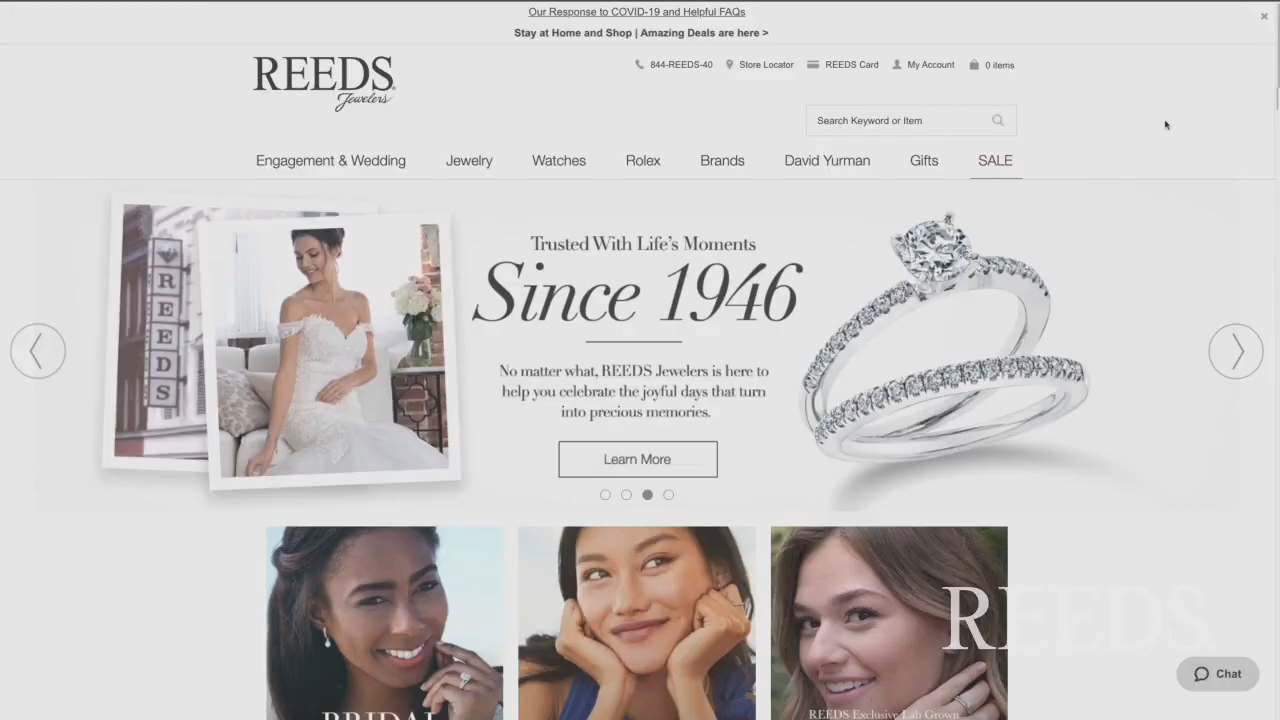 Our Response to COVID-19 and Helpful FAQs
Stay at Home and Shop | Amazing Deals are here >
REEDS
Jewelers
844-REEDS-40
Store Locator
REEDS Card
My Account
0 items
Search Keyword or Item
Engagement & Wedding
Jewelry
Watches
Rolex
Brands
David Yurman
Gifts
SALE
REEDS
Trusted With Life's Moments
Since 1946
No matter what, REEDS Jewelers is here to
help you celebrate the joyful days that turn
into precious memories.
Learn More
BRIDAL
REEDS Exclusive Lab Grown
REEDS
Chat